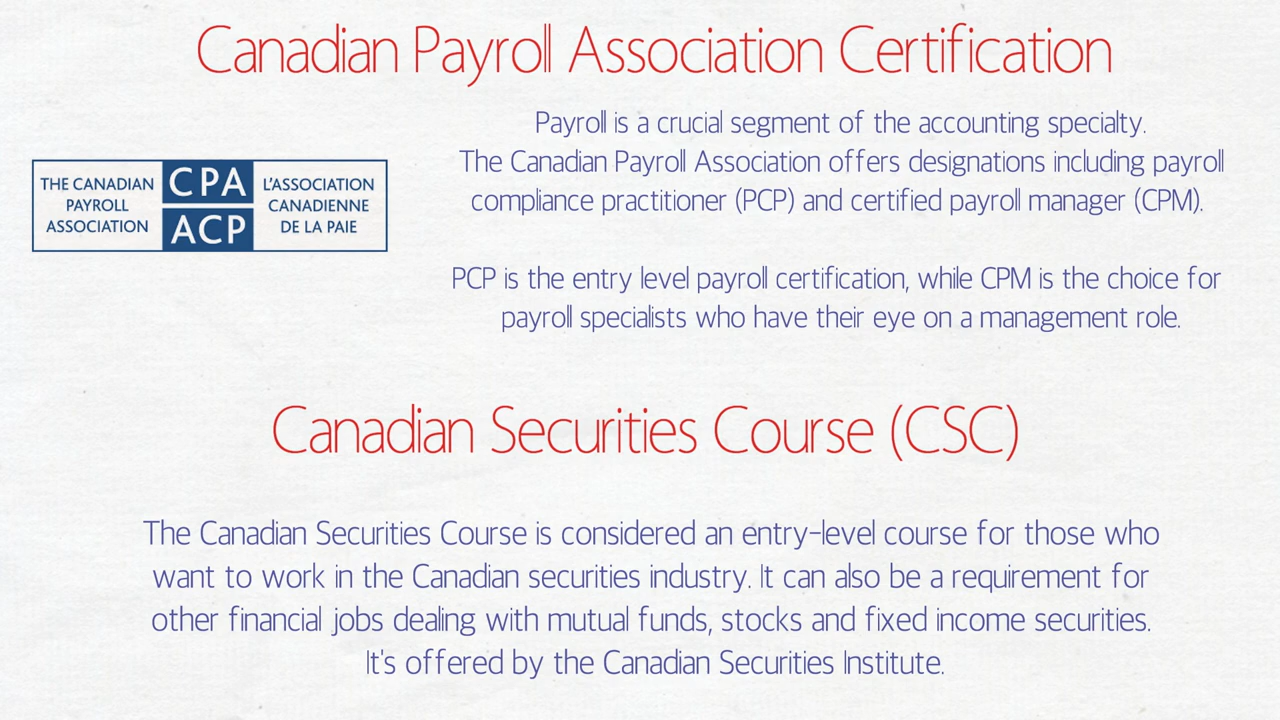 Canadian Payroll Association Certification
Payroll is a crucial segment of the accounting specialty.
The Canadian Payroll Association offers designations including payroll
compliance practitioner (PCP) and certified payroll manager (CPM).
THE CANADIAN
PAYROLL
ASSOCIATION
CPA
ACP
L'ASSOCIATION
CANADIENNE
DE LA PAIE
PCP is the entry level payroll certification, while CPM is the choice for
payroll specialists who have their eye on a management role.
Canadian Securities Course (CSC)
The Canadian Securities Course is considered an entry-level course for those who
want to work in the Canadian securities industry. It can also be a requirement for
other financial jobs dealing with mutual funds, stocks and fixed income securities.
It's offered by the Canadian Securities Institute.